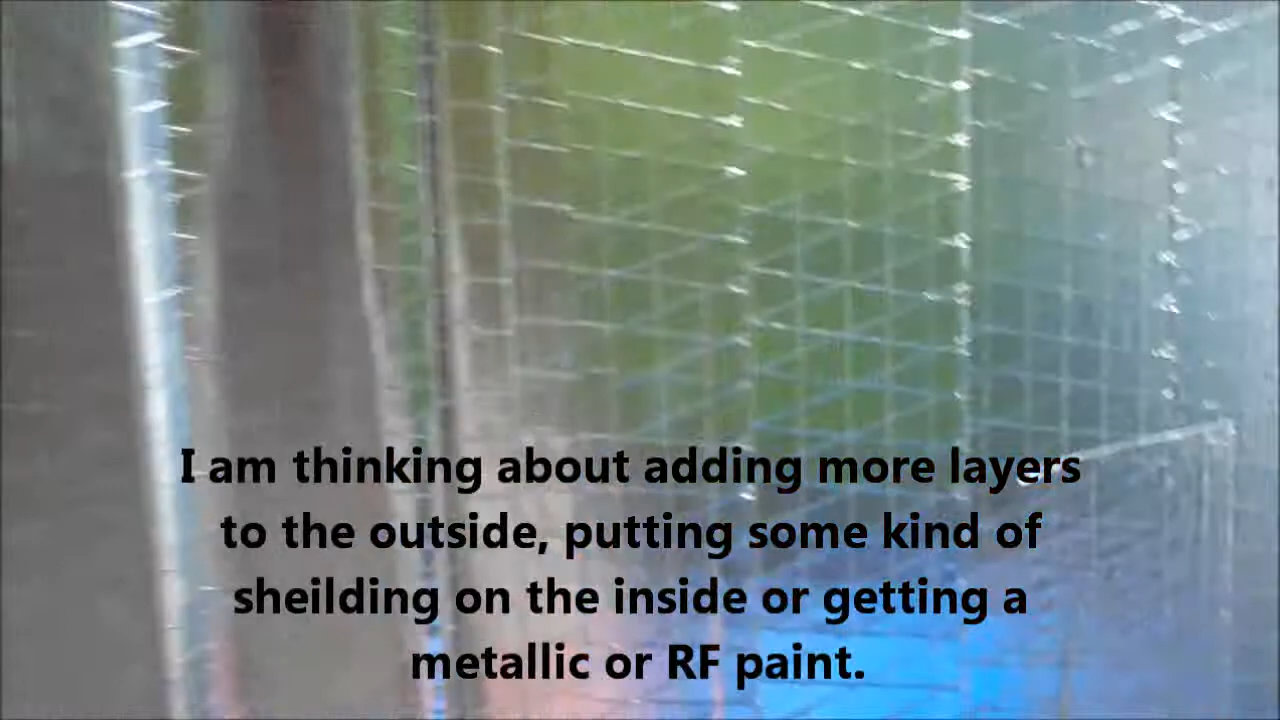 I am thinking about adding more layers
to the outside, putting some kind of
sheilding on the inside or getting a
metallic or RF paint.